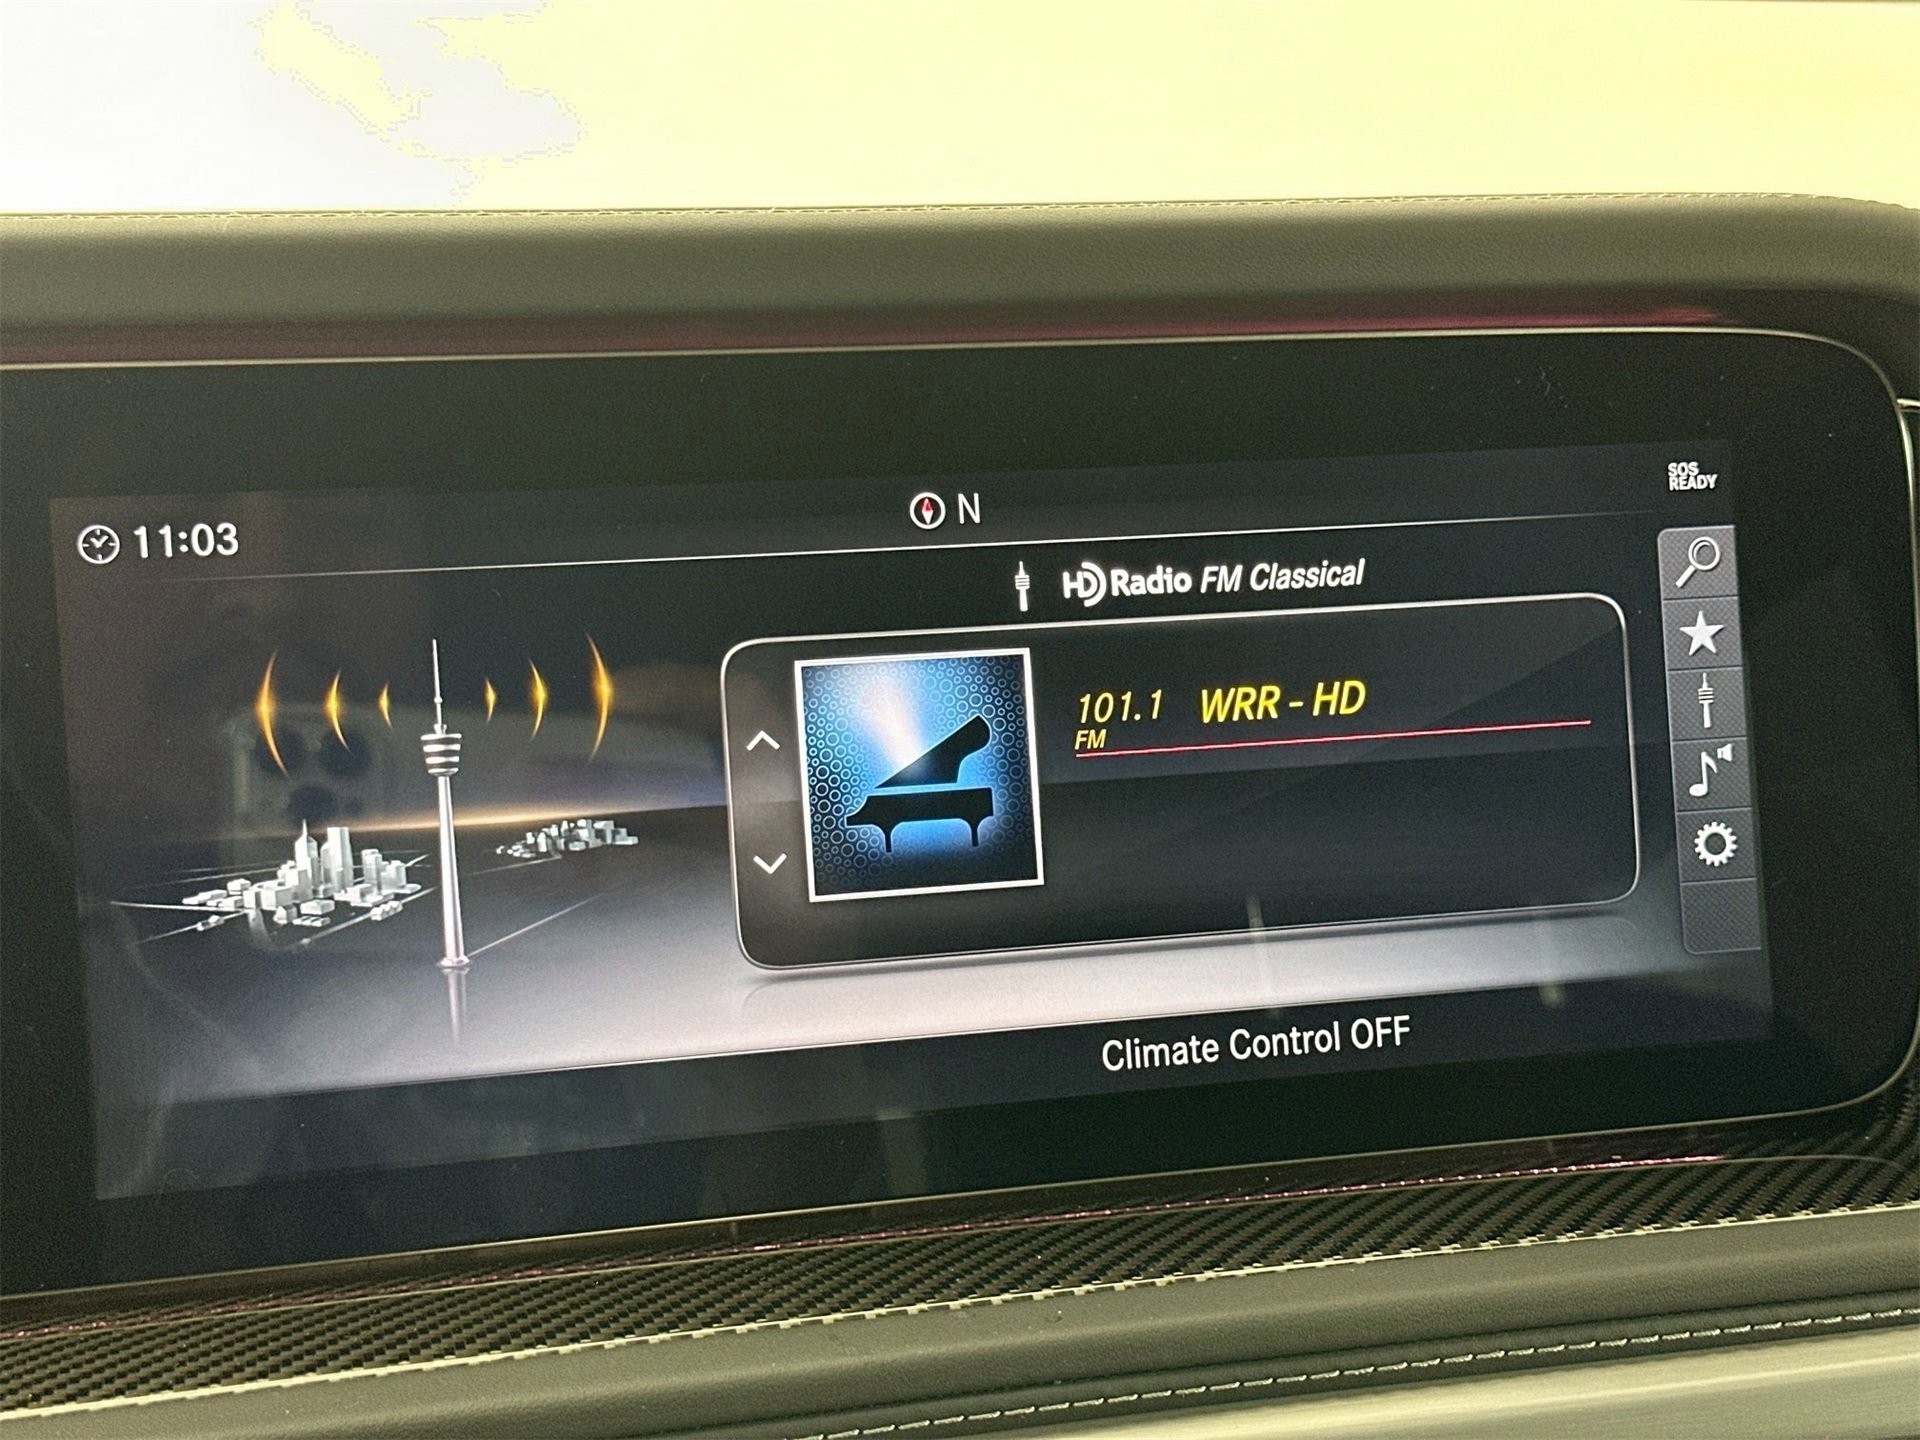 SOS
READY
11:03
N
HD Radio FM Classical
101.1 WRR - HD
FM
Climate Control OFF